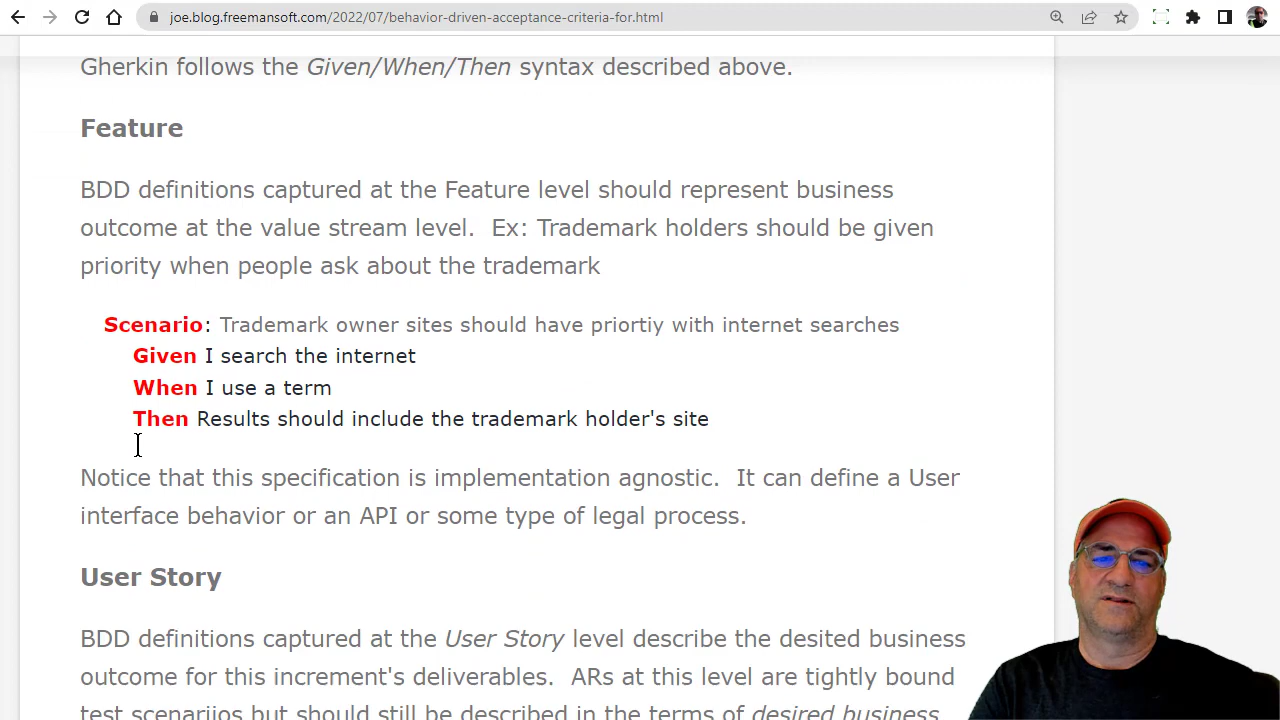 joe.blog.freemansoft.com/2022/07/behavior-driven-acceptance-criteria-for.html
Gherkin follows the Given/When/Then syntax described above.
Feature
BDD definitions captured at the Feature level should represent business
outcome at the value stream level.  Ex: Trademark holders should be given
priority when people ask about the trademark
Scenario: Trademark owner sites should have priortiy with internet searches
Given I search the internet
When I use a term
Then Results should include the trademark holder's site
Notice that this specification is implementation agnostic.  It can define a User
interface behavior or an API or some type of legal process.
User Story
BDD definitions captured at the User Story level describe the desited business
outcome for this increment's deliverables.  ARs at this level are tightly bound
test scenarijos but should still be described in the terms of desired business